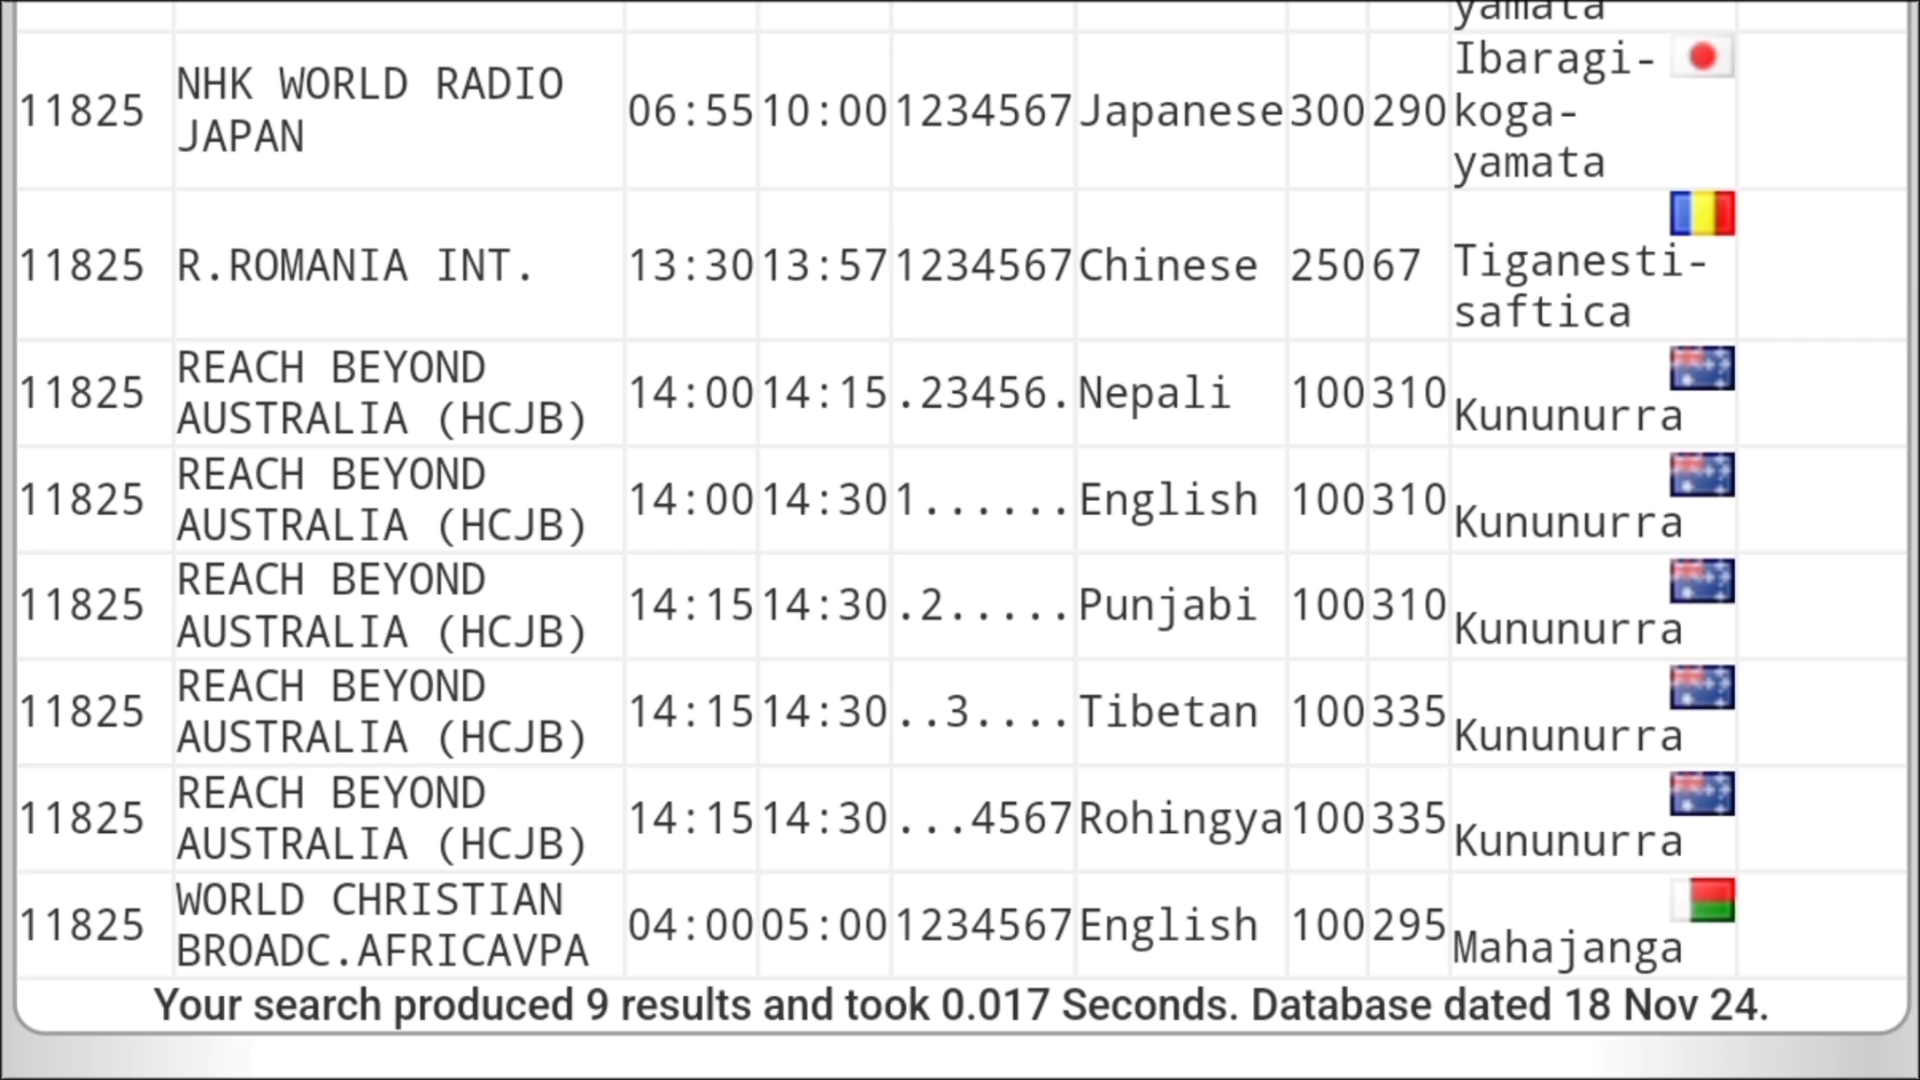 yamata
11825 NHK WORLD RADIO JAPAN 06:55 10:00 1234567 Japanese 300 290 Ibaragi-koga-yamata
11825 R.ROMANIA INT. 13:30 13:57 1234567 Chinese 250 67 Tiganesti-saftica
11825 REACH BEYOND AUSTRALIA (HCJB) 14:00 14:15 .23456. Nepali 100 310 Kununurra
11825 REACH BEYOND AUSTRALIA (HCJB) 14:00 14:30 1...... English 100 310 Kununurra
11825 REACH BEYOND AUSTRALIA (HCJB) 14:15 14:30 .2..... Punjabi 100 310 Kununurra
11825 REACH BEYOND AUSTRALIA (HCJB) 14:15 14:30 ..3.... Tibetan 100 335 Kununurra
11825 REACH BEYOND AUSTRALIA (HCJB) 14:15 14:30 ...4567 Rohingya 100 335 Kununurra
11825 WORLD CHRISTIAN BROADC.AFRICAVPA 04:00 05:00 1234567 English 100 295 Mahajanga
Your search produced 9 results and took 0.017 Seconds. Database dated 18 Nov 24.